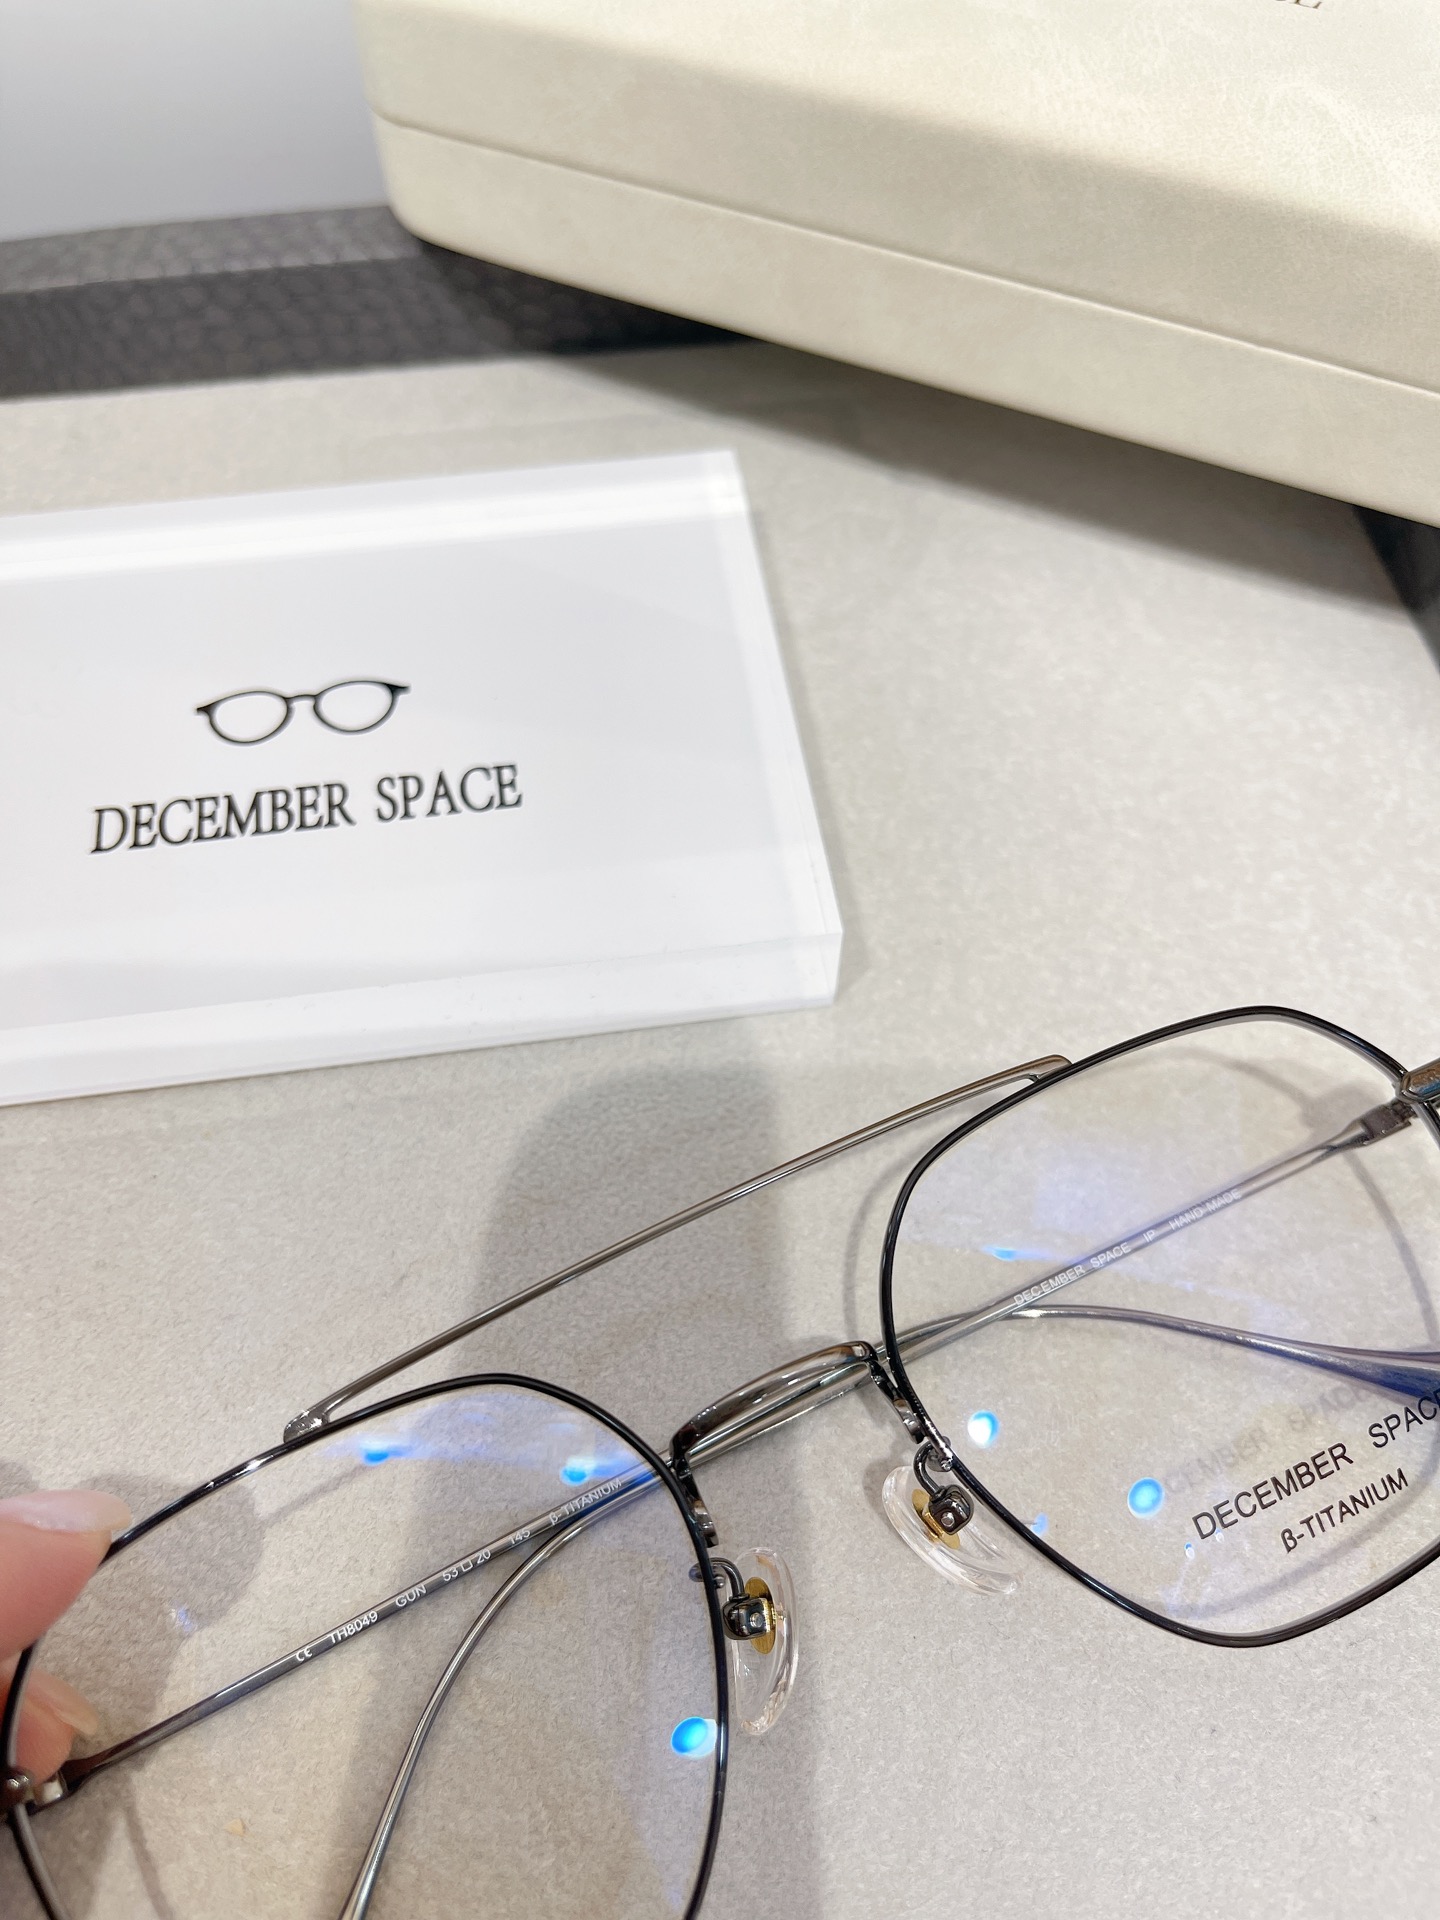 DECEMBER SPACE
DECEMBER SPACE IP HAND MADE
DECEMBER SPACE
β-TITANIUM
CE TH8049 GUN 53□20 145 β-TITANIUM